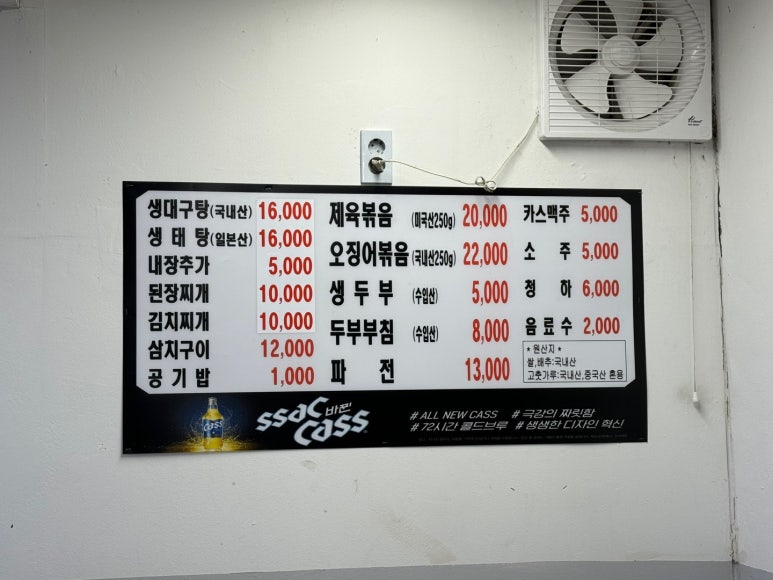 생대구탕(국내산) 16,000
생태탕(일본산) 16,000
내장추가 5,000
된장찌개 10,000
김치찌개 10,000
삼치구이 12,000
공기밥 1,000
제육볶음 (미국산250g) 20,000
오징어볶음(국내산250g) 22,000
생두부 (수입산) 5,000
두부부침 (수입산) 8,000
파전 13,000
카스맥주 5,000
소주 5,000
청하 6,000
음료수 2,000
* 원산지 *
쌀,배추:국내산
고춧가루:국내산,중국산 혼용
cass
ssac 바뀐
cass
# ALL NEW CASS # 극강의 짜릿함
# 72시간 콜드브루 # 생생한 디자인 혁신